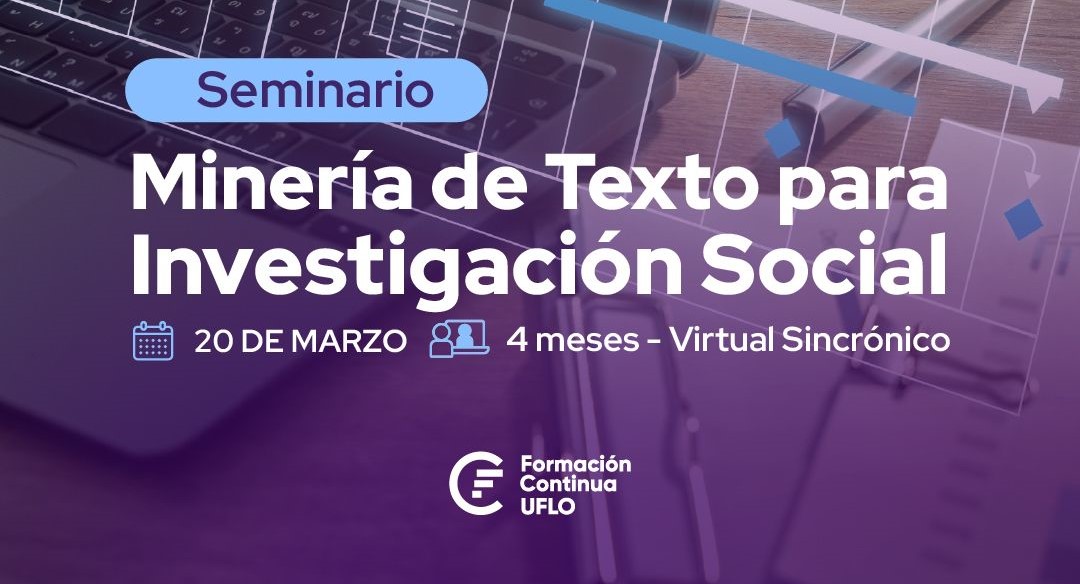 Seminario
Minería de Texto para
Investigación Social
20 DE MARZO
4 meses - Virtual Sincrónico
Formación
Continua
UFLO